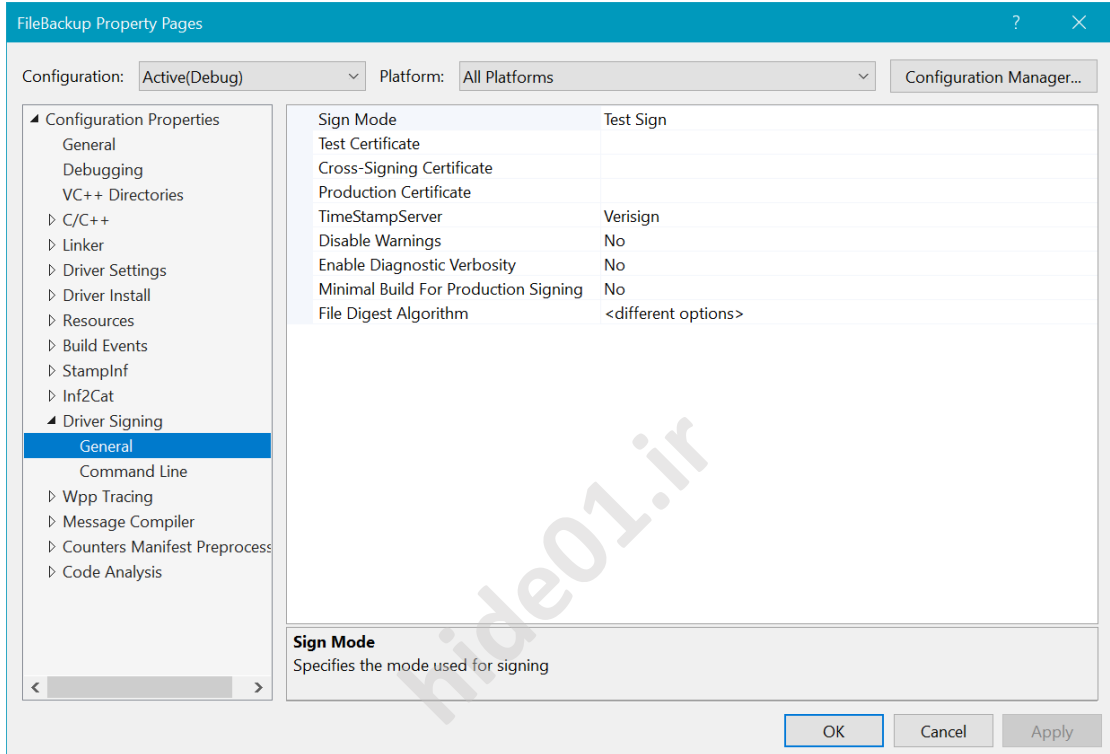 FileBackup Property Pages
Configuration: Active(Debug) Platform: All Platforms Configuration Manager...
Configuration Properties
General
Debugging
VC++ Directories
C/C++
Linker
Driver Settings
Driver Install
Resources
Build Events
StampInf
Inf2Cat
Driver Signing
General
Command Line
Wpp Tracing
Message Compiler
Counters Manifest Preprocess
Code Analysis
Sign Mode Test Sign
Test Certificate
Cross-Signing Certificate
Production Certificate
TimeStampServer Verisign
Disable Warnings No
Enable Diagnostic Verbosity No
Minimal Build For Production Signing No
File Digest Algorithm <different options>
hide01.ir
Sign Mode
Specifies the mode used for signing
OK Cancel Apply